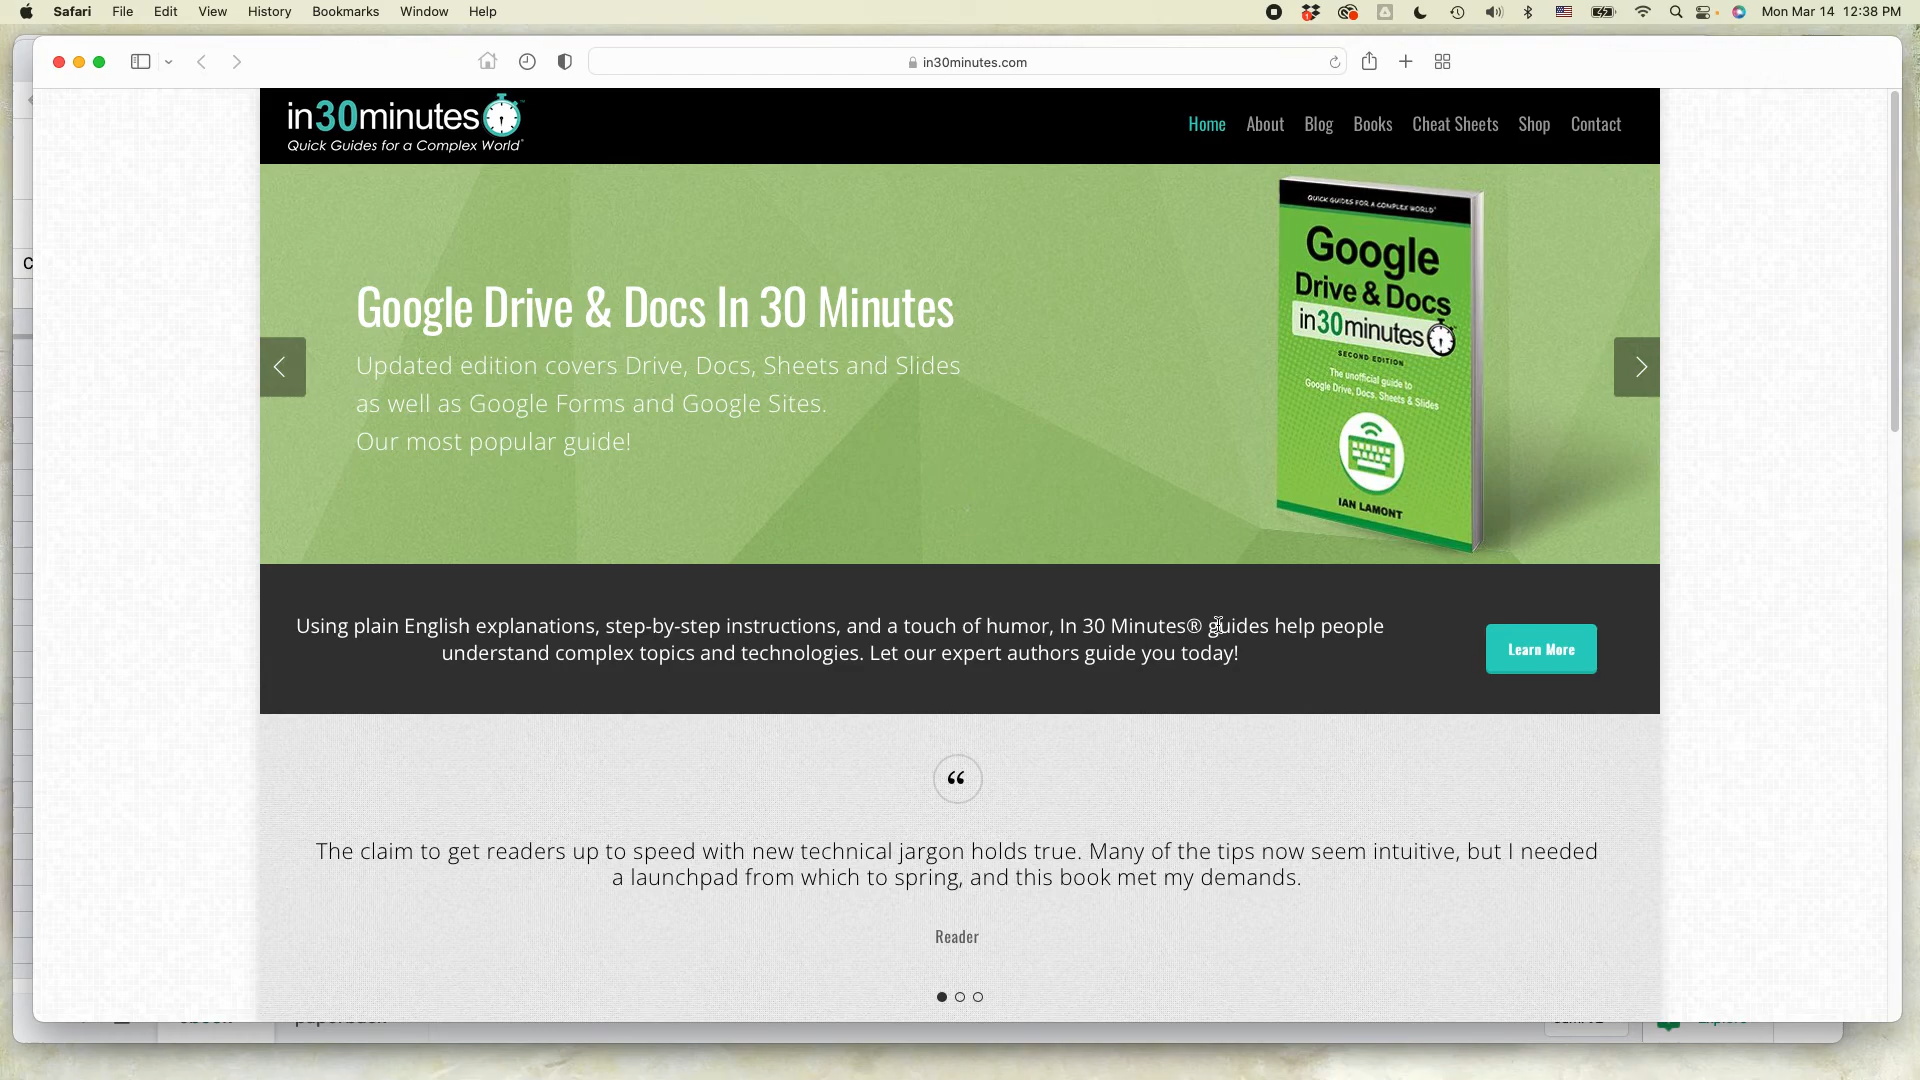 Safari File Edit View History Bookmarks Window Help
Mon Mar 14 12:38 PM
in30minutes.com
in30minutes™
Quick Guides for a Complex World®
Home About Blog Books Cheat Sheets Shop Contact
QUICK GUIDES FOR A COMPLEX WORLD®
Google
Drive & Docs
in30minutes
SECOND EDITION
The unofficial guide to
Google Drive, Docs, Sheets & Slides
IAN LAMONT
Google Drive & Docs In 30 Minutes
Updated edition covers Drive, Docs, Sheets and Slides
as well as Google Forms and Google Sites.
Our most popular guide!
Using plain English explanations, step-by-step instructions, and a touch of humor, In 30 Minutes® guides help people
understand complex topics and technologies. Let our expert authors guide you today!
Learn More
“
The claim to get readers up to speed with new technical jargon holds true. Many of the tips now seem intuitive, but I needed
a launchpad from which to spring, and this book met my demands.
Reader